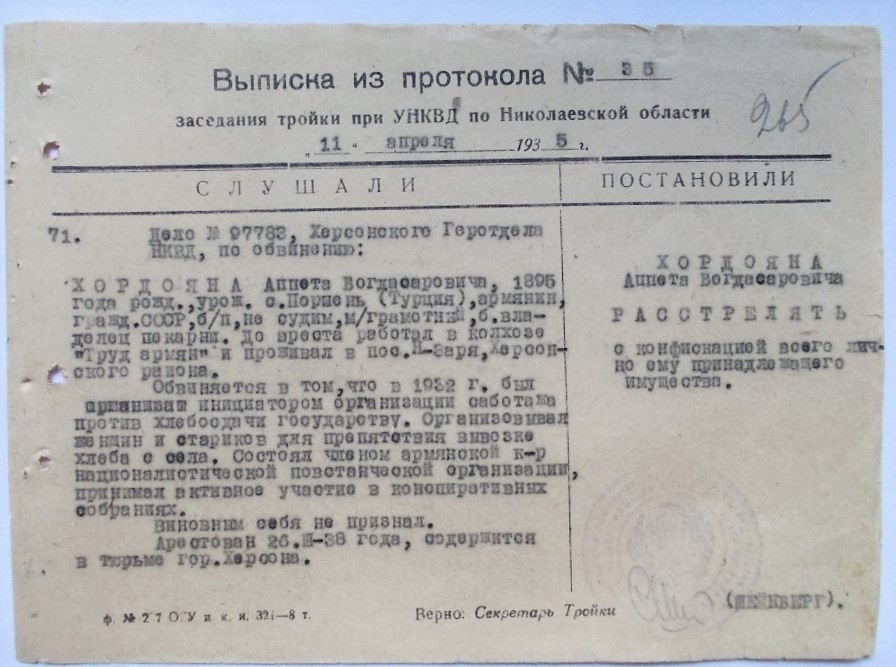 Выписка из протокола № 35
заседания тройки при УНКВД по Николаевской области
„11" апреля 1935 г.
265
СЛУШАЛИ
ПОСТАНОВИЛИ
71. Дело № 97783, Херсонского Горотдела
НКВД, по обвинению:
ХОРДОЯНА Аппета Богдасаровича, 1895
года рожд.,урож. с.Порпень (Турция),армянин,
гражд.СССР,б/п,не судим,м/грамотный,б.вла-
делец пекарни. До ареста работал в колхозе
"Труд армян" и проживал в пос.Н-Заря,Херсон-
ского района.
Обвиняется в том,что в 1932 г. был
инициатором организации саботажа
против хлебосдачи государству. Организовывал
женщин и стариков для препятствия вывозке
хлеба с села. Состоял членом армянской к-р
националистической повстанческой организации,
принимал активное участие в коноперативных
собраниях.
Виновным себя не признал.
Арестован 26.Ш-38 года, содержится
в тюрьме гор.Херсона.
ХОРДОЯНА
Аппета Богдасаровича
РАССТРЕЛЯТЬ
с конфискацией всего лич-
но ему принадлежащего
имущества.
ф. № 27 ОГУ и к. и. 321—8 т.
Верно: Секретарь Тройки
(ШЕЙНБЕРГ).